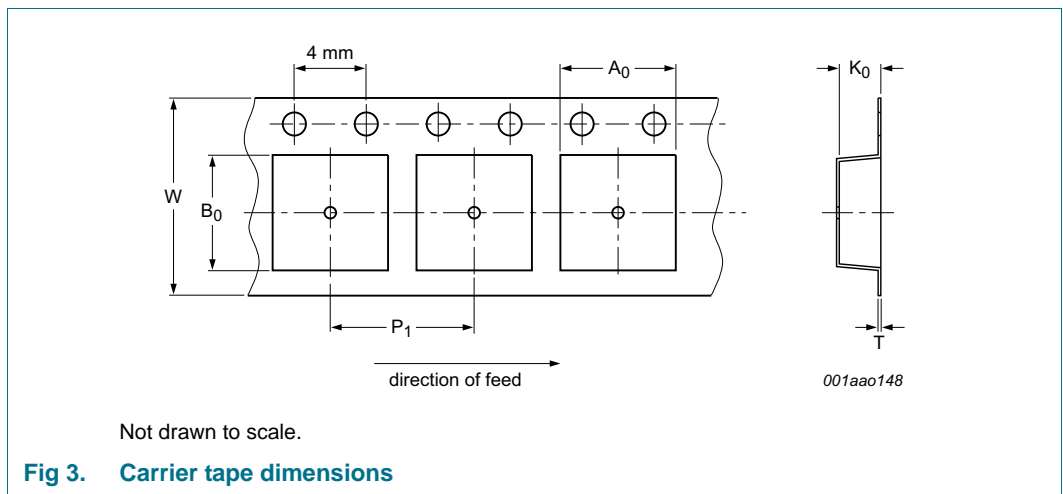 4 mm
A0
K0
W
B0
P1
T
direction of feed
001aao148
Not drawn to scale.
Fig 3. Carrier tape dimensions